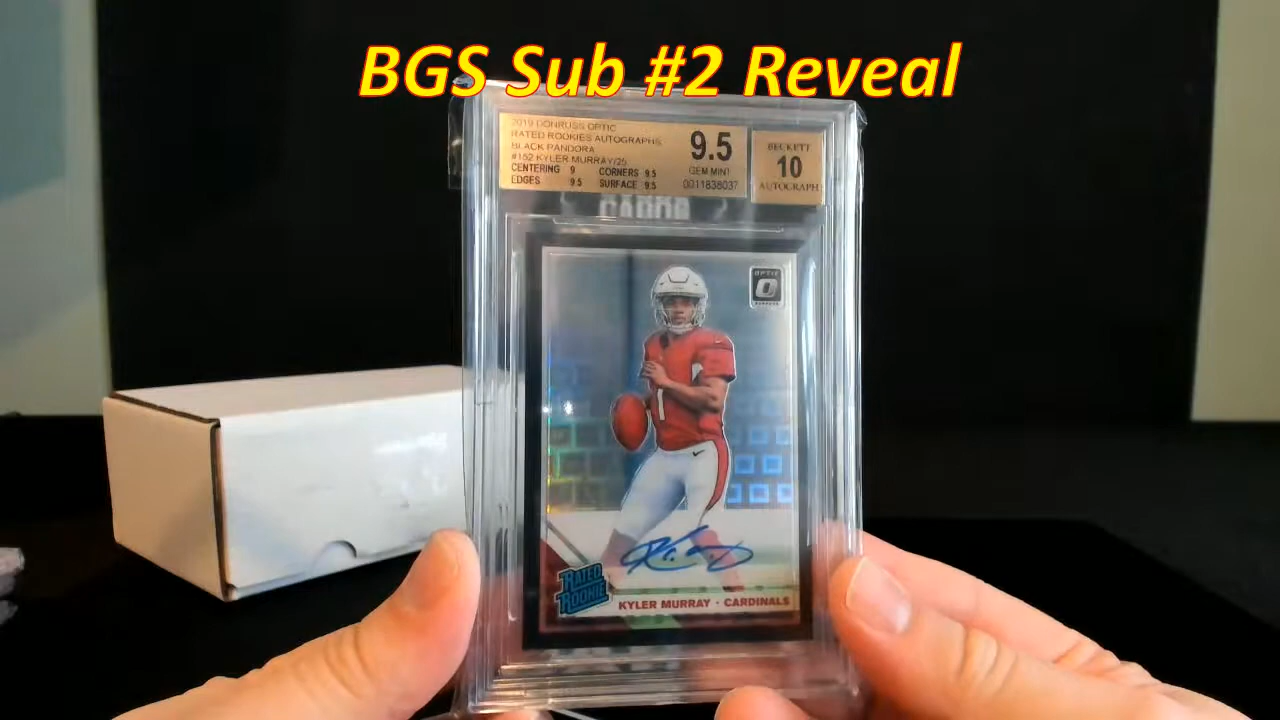 BGS Sub #2 Reveal
2019 DONRUSS OPTIC
RATED ROOKIES AUTOGRAPHS
BLACK PANDORA
#152 KYLER MURRAY/25
CENTERING 9 CORNERS 9.5
EDGES 9.5 SURFACE 9.5
9.5
GEM MINT
0011838037
BECKETT
10
AUTOGRAPH
OPTIC
O
1
RATED
ROOKIE
KYLER MURRAY · CARDINALS